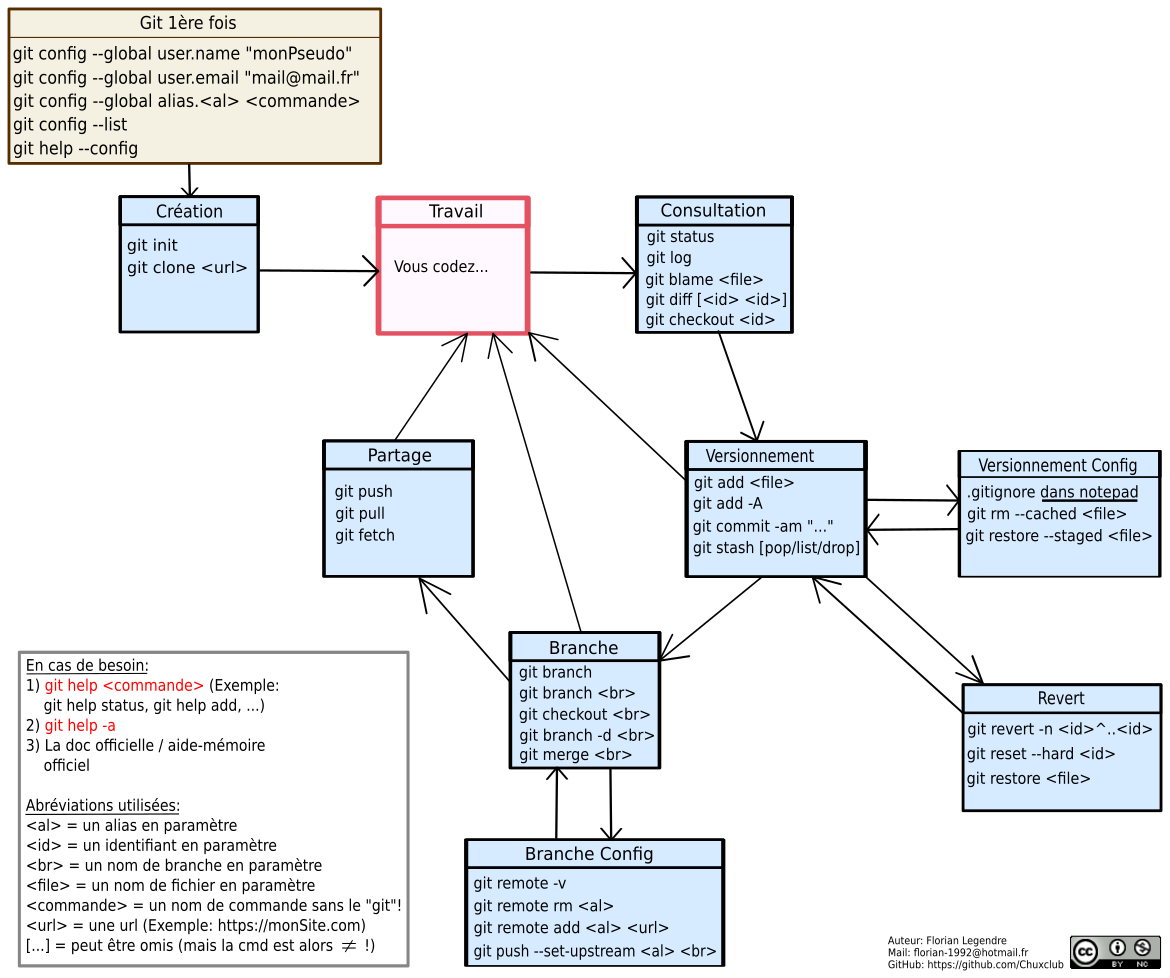 Git 1ère fois
git config --global user.name "monPseudo"
git config --global user.email "mail@mail.fr"
git config --global alias.<al> <commande>
git config --list
git help --config
Création
git init
git clone <url>
Travail
Vous codez...
Consultation
git status
git log
git blame <file>
git diff [<id> <id>]
git checkout <id>
Partage
git push
git pull
git fetch
Versionnement
git add <file>
git add -A
git commit -am "..."
git stash [pop/list/drop]
Versionnement Config
.gitignore dans notepad
git rm --cached <file>
git restore --staged <file>
Branche
git branch
git branch <br>
git checkout <br>
git branch -d <br>
git merge <br>
Revert
git revert -n <id>^..<id>
git reset --hard <id>
git restore <file>
Branche Config
git remote -v
git remote rm <al>
git remote add <al> <url>
git push --set-upstream <al> <br>
En cas de besoin:
1) git help <commande> (Exemple:
git help status, git help add, ...)
2) git help -a
3) La doc officielle / aide-mémoire
officiel
Abréviations utilisées:
<al> = un alias en paramètre
<id> = un identifiant en paramètre
<br> = un nom de branche en paramètre
<file> = un nom de fichier en paramètre
<commande> = un nom de commande sans le "git"!
<url> = une url (Exemple: https://monSite.com)
[...] = peut être omis (mais la cmd est alors ≠ !)
Auteur: Florian Legendre
Mail: florian-1992@hotmail.fr
GitHub: https://github.com/Chuxclub
cc
BY NC